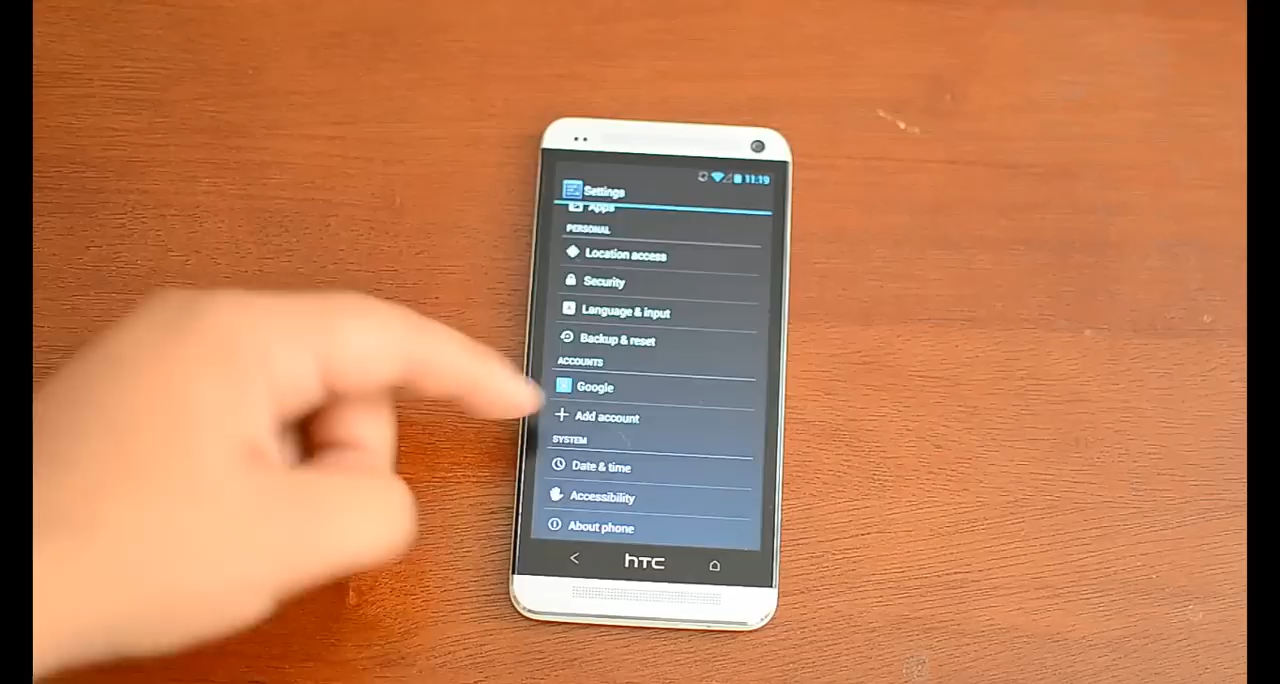 11:19
Settings
Apps
PERSONAL
Location access
Security
Language & input
Backup & reset
ACCOUNTS
Google
Add account
SYSTEM
Date & time
Accessibility
About phone
hTC